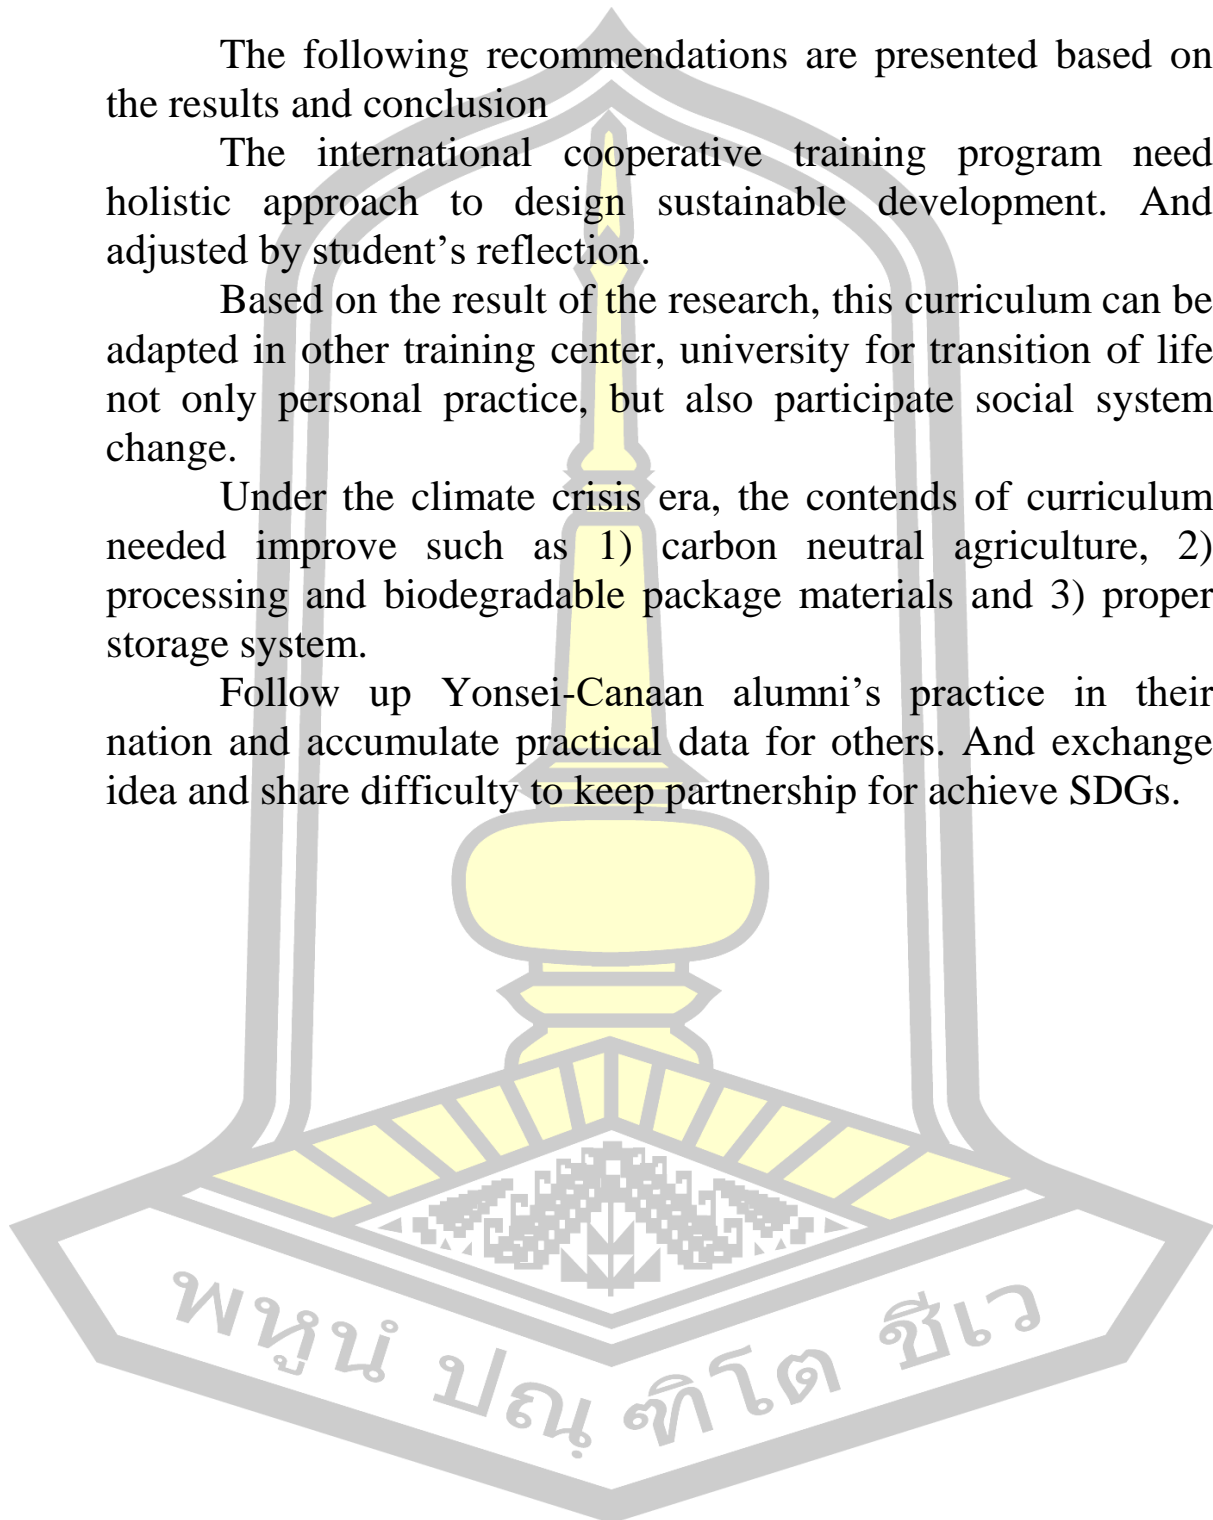 The following recommendations are presented based on
the results and conclusion
The international cooperative training program need
holistic approach to design sustainable development. And
adjusted by student’s reflection.
Based on the result of the research, this curriculum can be
adapted in other training center, university for transition of life
not only personal practice, but also participate social system
change.
Under the climate crisis era, the contends of curriculum
needed improve such as 1) carbon neutral agriculture, 2)
processing and biodegradable package materials and 3) proper
storage system.
Follow up Yonsei-Canaan alumni’s practice in their
nation and accumulate practical data for others. And exchange
idea and share difficulty to keep partnership for achieve SDGs.
พหูนํ ปณฺฑิโต ชีเว